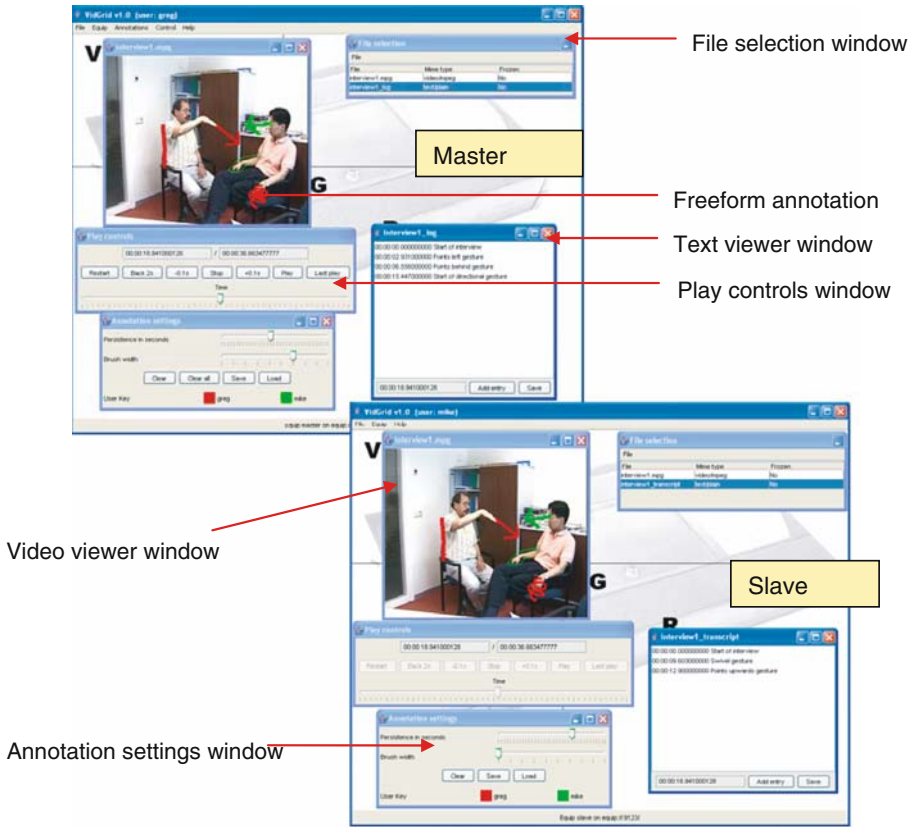 VidGrid v1.0 (user: greg)
File Equip Annotations Control Help
V
interview1.mpg
File selection
File
File Mime type Frozen
interview1.mpg video/mpeg No
interview1_log text/plain No
File selection window
Master
G
Freeform annotation
Play controls
00:00:18.941000128 / 00:00:36.663477777
Restart Back 2s -0.1s Stop +0.1s Play Last play
Time
interview1_log
00:00:00.000000000 Start of interview
00:00:02.931000000 Points left gesture
00:00:06.556000000 Points behind gesture
00:00:15.447000000 Start of directional gesture
00:00:18.941000128 Add entry Save
Text viewer window
Play controls window
Annotation settings
Persistence in seconds
Brush width
Clear Clear all Save Load
User Key greg mike
Equip master on equip:
VidGrid v1.0 (user: mike)
File Equip Help
V
interview1.mpg
File selection
File
File Mime type Frozen
interview1.mpg video/mpeg No
interview1_transcript text/plain No
Video viewer window
Slave
G
R
Play controls
00:00:18.941000128 / 00:00:36.663477777
Restart Back 2s -0.1s Stop +0.1s Play Last play
Time
interview1_transcript
00:00:00.000000000 Start of interview
00:00:09.603000000 Swivel gesture
00:00:12.900000000 Points upwards gesture
00:00:18.941000128 Add entry Save
Annotation settings window
Annotation settings
Persistence in seconds
Brush width
Clear Save Load
User Key greg mike
Equip slave on equip://:9123/